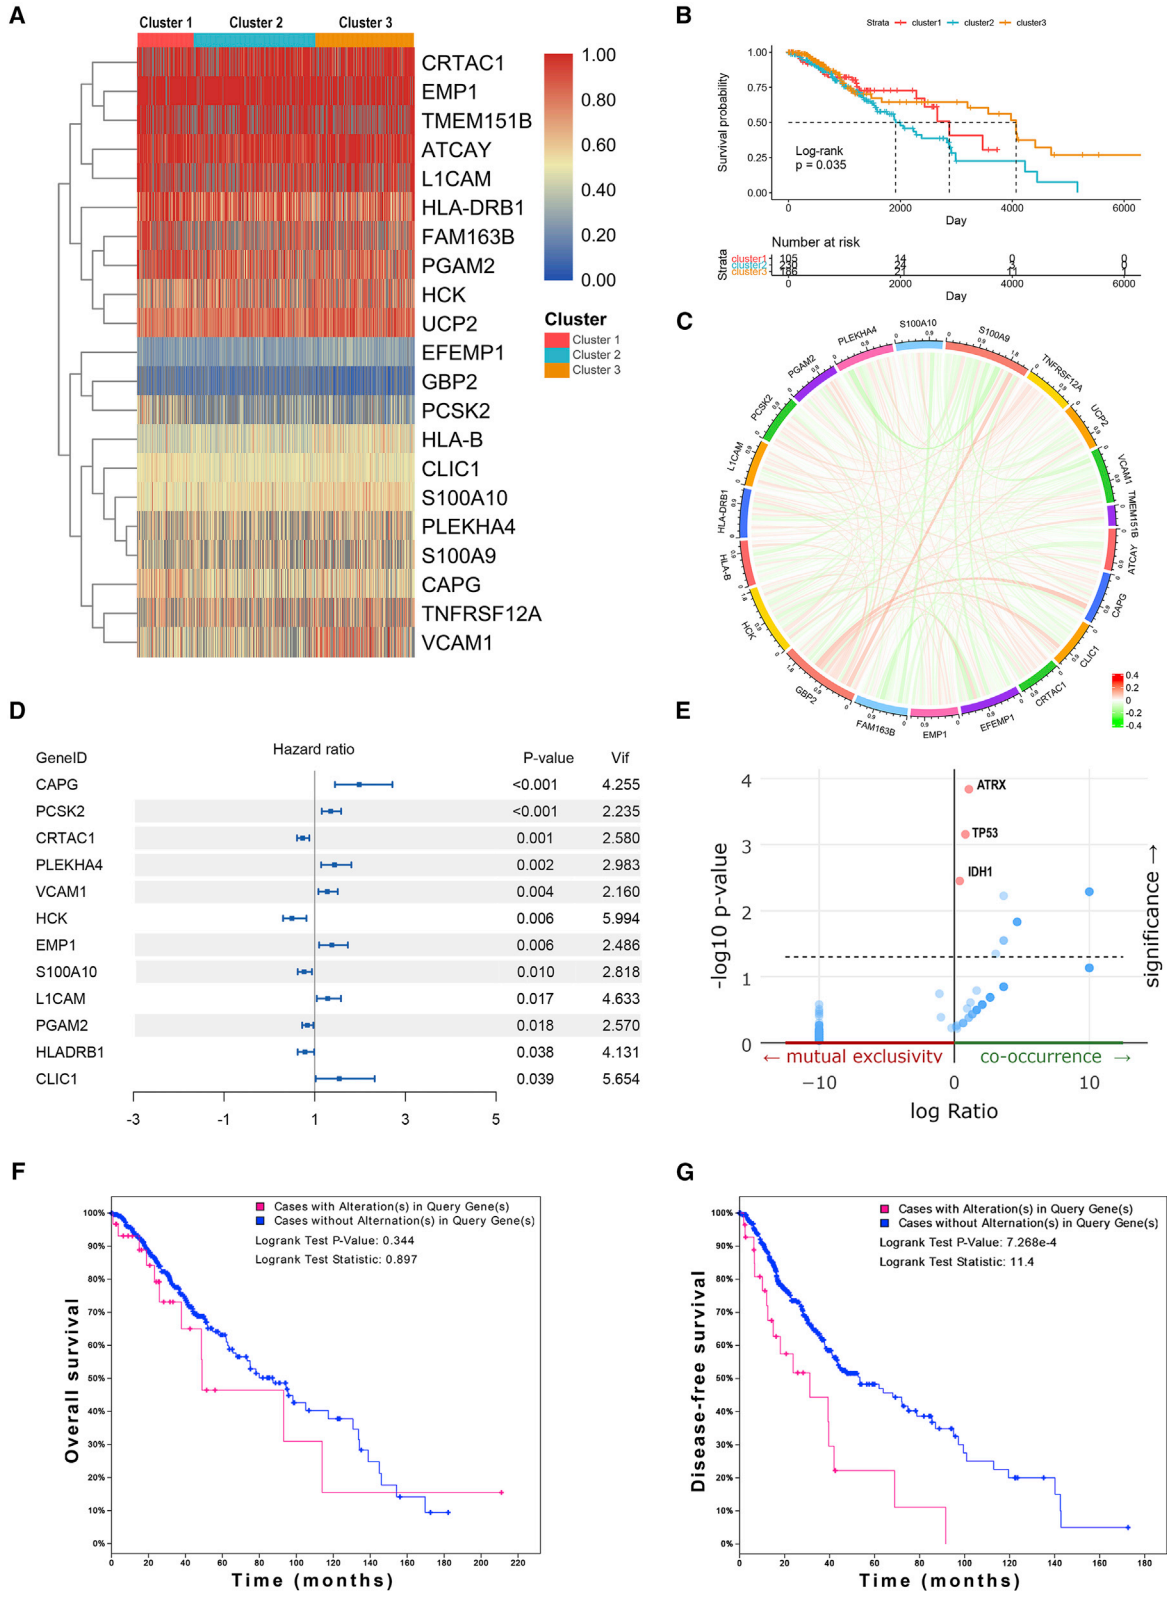 A
Cluster 1 Cluster 2 Cluster 3
CRTAC1
EMP1
TMEM151B
ATCAY
L1CAM
HLA-DRB1
FAM163B
PGAM2
HCK
UCP2
EFEMP1
GBP2
PCSK2
HLA-B
CLIC1
S100A10
PLEKHA4
S100A9
CAPG
TNFRSF12A
VCAM1
1.00
0.80
0.60
0.40
0.20
0.00
Cluster
Cluster 1
Cluster 2
Cluster 3
B
Strata cluster1 cluster2 cluster3
Survival probability
1.00
0.75
0.50
0.25
0.00
Log-rank
p = 0.035
0 2000 4000 6000
Day
Number at risk
Strata
cluster1 105 14 0 0
cluster2 230 24 3 0
cluster3 186 21 11 1
0 2000 4000 6000
Day
C
S100A10
S100A9
TNFRSF12A
UCP2
VCAM1
TMEM151B
ATCAY
CAPG
CLIC1
CRTAC1
EFEMP1
EMP1
FAM163B
GBP2
HCK
HLA-B
HLA-DRB1
L1CAM
PCSK2
PGAM2
PLEKHA4
0.4
0.2
0
-0.2
-0.4
D
GeneID Hazard ratio P-value Vif
CAPG <0.001 4.255
PCSK2 <0.001 2.235
CRTAC1 0.001 2.580
PLEKHA4 0.002 2.983
VCAM1 0.004 2.160
HCK 0.006 5.994
EMP1 0.006 2.486
S100A10 0.010 2.818
L1CAM 0.017 4.633
PGAM2 0.018 2.570
HLADRB1 0.038 4.131
CLIC1 0.039 5.654
-3 -1 1 3 5
E
-log10 p-value
4
3
2
1
0
ATRX
TP53
IDH1
significance →
← mutual exclusivity co-occurrence →
−10 0 10
log Ratio
F
Overall survival
100%
90%
80%
70%
60%
50%
40%
30%
20%
10%
0%
Cases with Alteration(s) in Query Gene(s)
Cases without Alternation(s) in Query Gene(s)
Logrank Test P-Value: 0.344
Logrank Test Statistic: 0.897
0 20 40 60 80 100 120 140 160 180 200 220
Time (months)
G
Disease-free survival
100%
90%
80%
70%
60%
50%
40%
30%
20%
10%
0%
Cases with Alteration(s) in Query Gene(s)
Cases without Alternation(s) in Query Gene(s)
Logrank Test P-Value: 7.268e-4
Logrank Test Statistic: 11.4
0 20 40 60 80 100 120 140 160 180
Time (months)